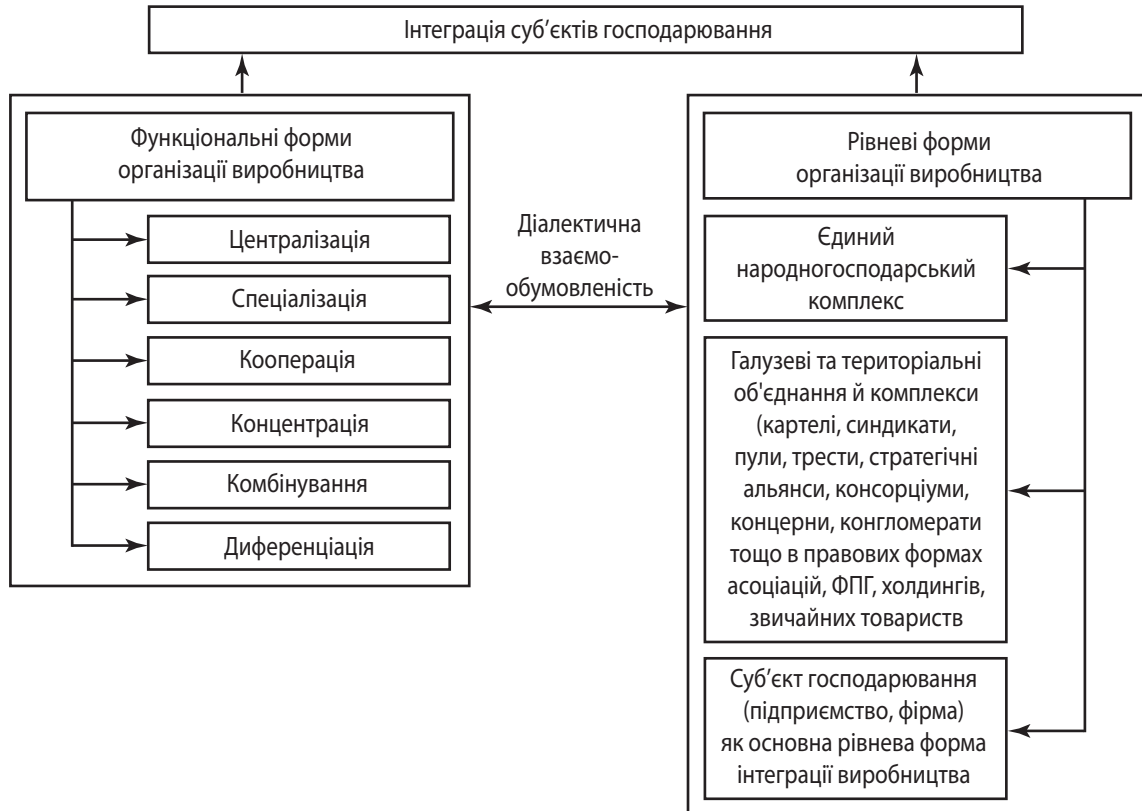 Інтеграція суб’єктів господарювання
Функціональні форми
організації виробництва
Централізація
Спеціалізація
Кооперація
Концентрація
Комбінування
Диференціація
Діалектична
взаємо-
обумовленість
Рівневі форми
організації виробництва
Єдиний
народногосподарський
комплекс
Галузеві та територіальні
об'єднання й комплекси
(картелі, синдикати,
пули, трести, стратегічні
альянси, консорціуми,
концерни, конгломерати
тощо в правових формах
асоціацій, ФПГ, холдингів,
звичайних товариств
Суб’єкт господарювання
(підприємство, фірма)
як основна рівнева форма
інтеграції виробництва